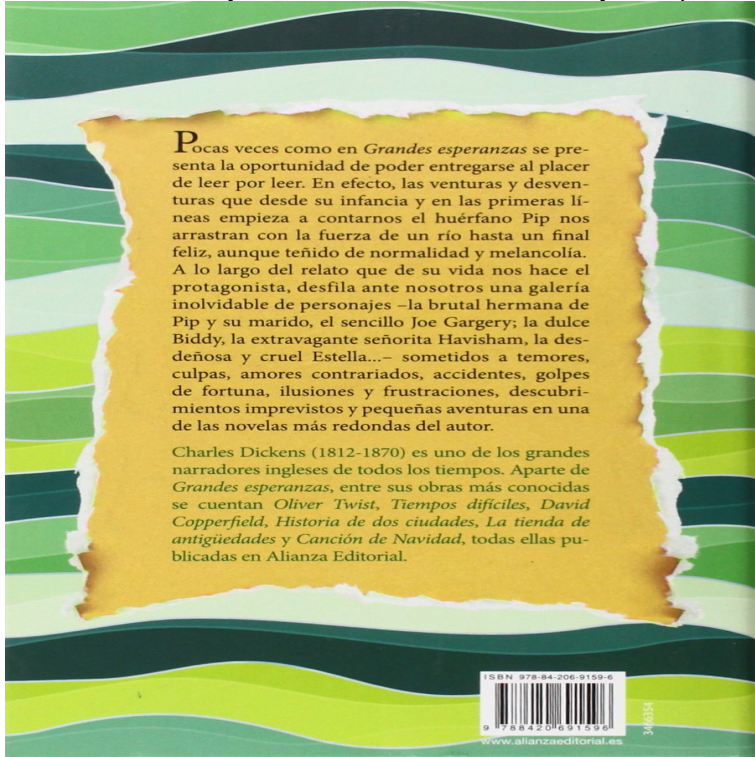 Pocas veces como en Grandes esperanzas se pre-
senta la oportunidad de poder entregarse al placer
de leer por leer. En efecto, las venturas y desven-
turas que desde su infancia y en las primeras lí-
neas empieza a contarnos el huérfano Pip nos
arrastran con la fuerza de un río hasta un final
feliz, aunque teñido de normalidad y melancolía.
A lo largo del relato que de su vida nos hace el
protagonista, desfila ante nosotros una galería
inolvidable de personajes –la brutal hermana de
Pip y su marido, el sencillo Joe Gargery; la dulce
Biddy, la extravagante señorita Havisham, la des-
deñosa y cruel Estella...– sometidos a temores,
culpas, amores contrariados, accidentes, golpes
de fortuna, ilusiones y frustraciones, descubri-
mientos imprevistos y pequeñas aventuras en una
de las novelas más redondas del autor.
Charles Dickens (1812-1870) es uno de los grandes
narradores ingleses de todos los tiempos. Aparte de
Grandes esperanzas, entre sus obras más conocidas
se cuentan Oliver Twist, Tiempos difíciles, David
Copperfield, Historia de dos ciudades, La tienda de
antigüedades y Canción de Navidad, todas ellas pu-
blicadas en Alianza Editorial.
ISBN 978-84-206-9159-6
9 788420 691596
www.alianzaeditorial.es
3466354